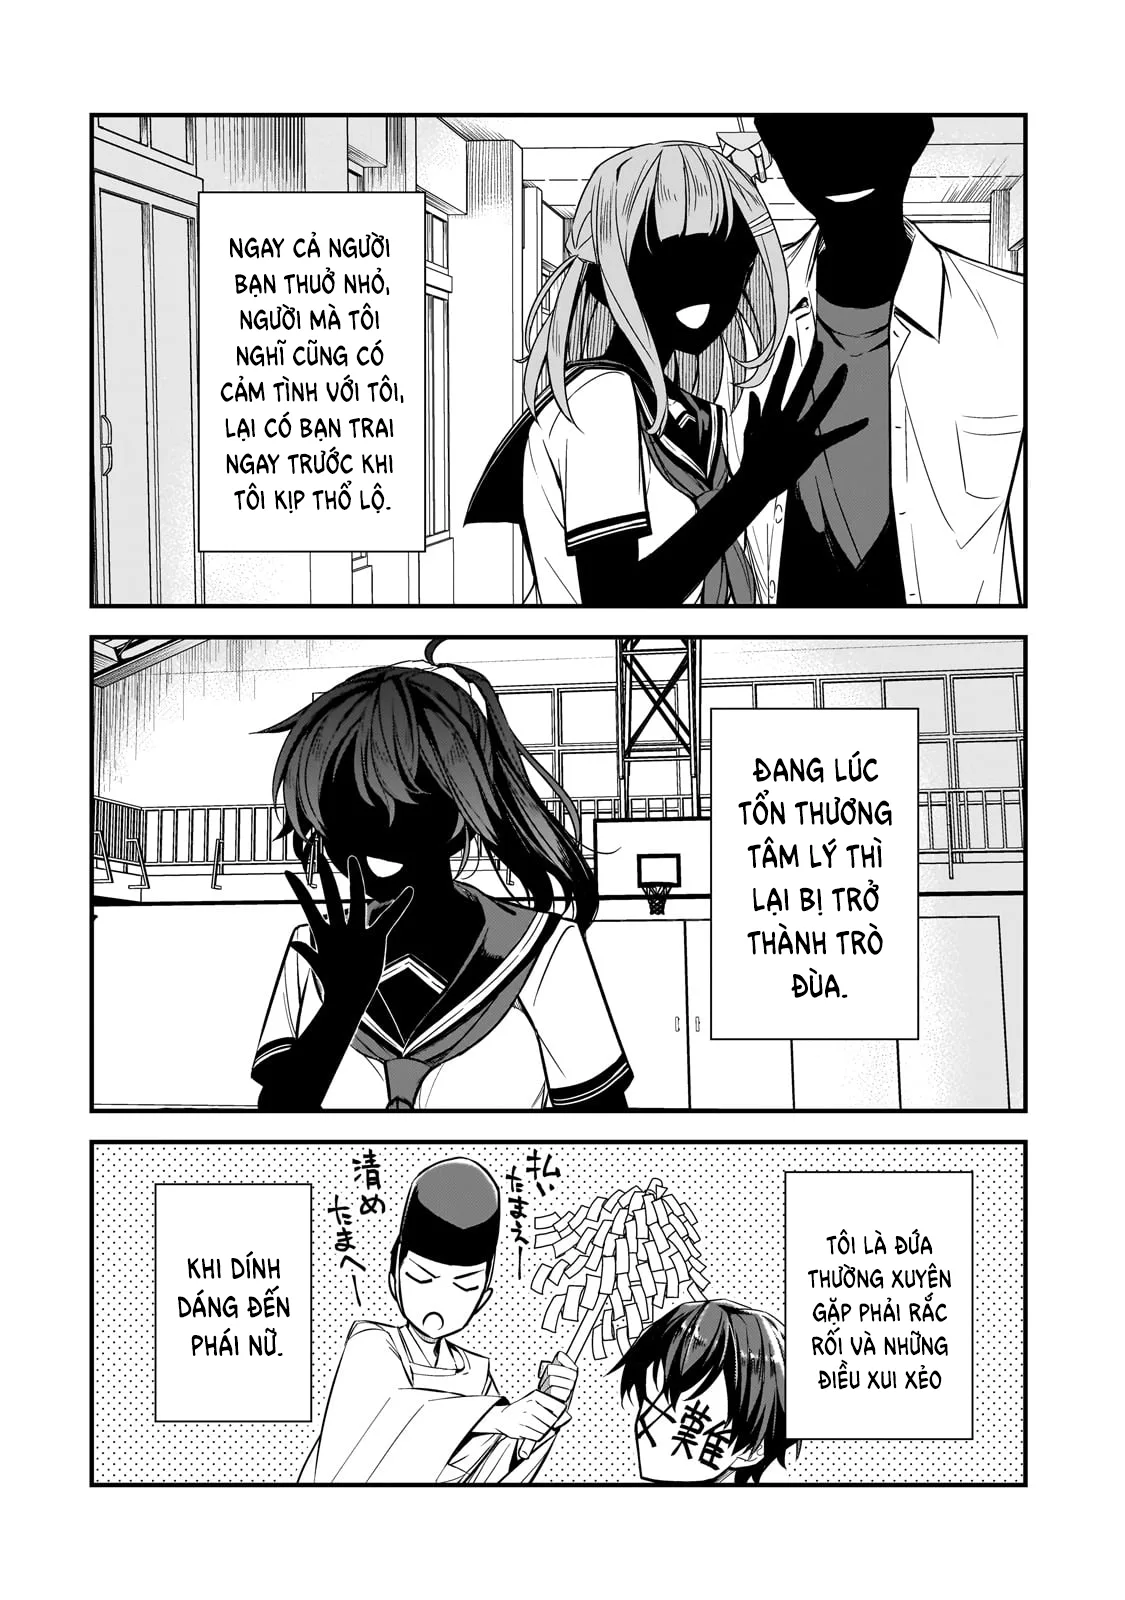 NGAY CẢ NGƯỜI
BẠN THUỞ NHỎ,
NGƯỜI MÀ TÔI
NGHĨ CŨNG CÓ
CẢM TÌNH VỚI TÔI,
LẠI CÓ BẠN TRAI
NGAY TRƯỚC KHI
TÔI KỊP THỔ LỘ.
ĐANG LÚC
TỔN THƯƠNG
TÂM LÝ THÌ
LẠI BỊ TRỞ
THÀNH TRÒ
ĐÙA.
TÔI LÀ ĐỨA
THƯỜNG XUYÊN
GẶP PHẢI RẮC
RỐI VÀ NHỮNG
ĐIỀU XUI XẺO
払い
たまえー
清め
たまへー
女難
KHI DÍNH
DÁNG ĐẾN
PHÁI NỮ.